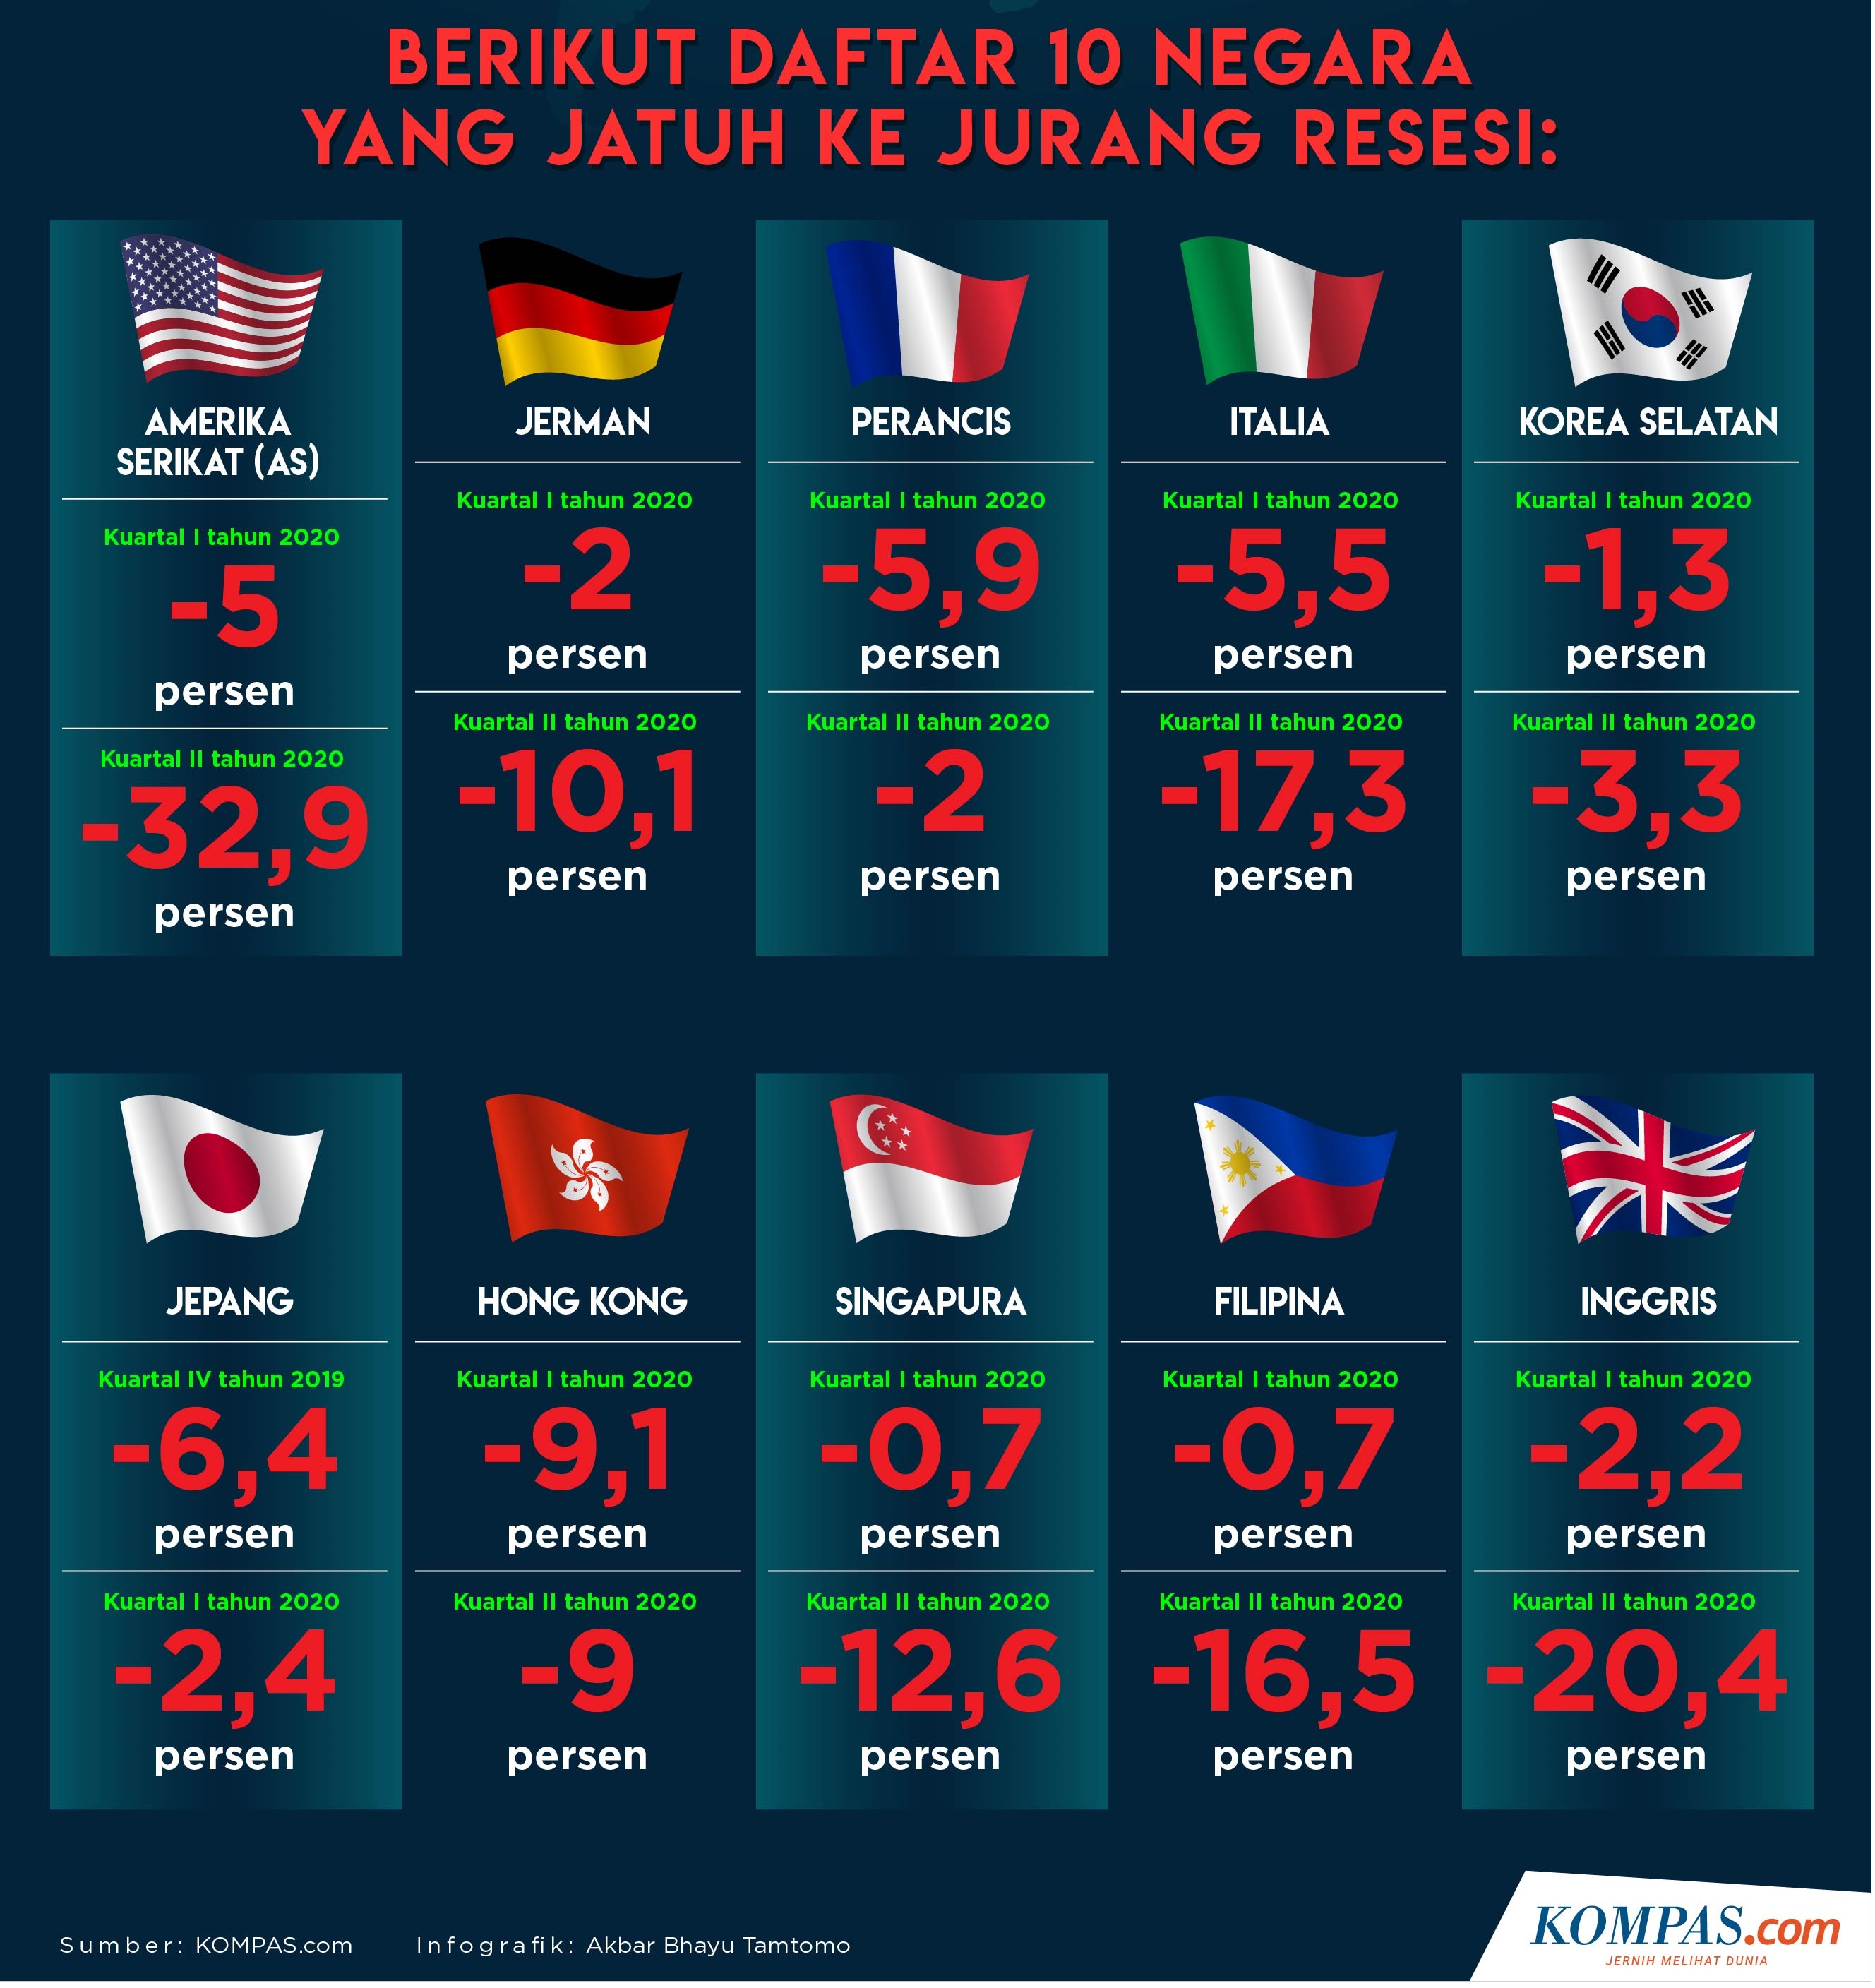 BERIKUT DAFTAR 10 NEGARA
YANG JATUH KE JURANG RESESI:
AMERIKA
SERIKAT (AS)
Kuartal I tahun 2020
-5
persen
Kuartal II tahun 2020
-32,9
persen
JERMAN
Kuartal I tahun 2020
-2
persen
Kuartal II tahun 2020
-10,1
persen
PERANCIS
Kuartal I tahun 2020
-5,9
persen
Kuartal II tahun 2020
-2
persen
ITALIA
Kuartal I tahun 2020
-5,5
persen
Kuartal II tahun 2020
-17,3
persen
KOREA SELATAN
Kuartal I tahun 2020
-1,3
persen
Kuartal II tahun 2020
-3,3
persen
JEPANG
Kuartal IV tahun 2019
-6,4
persen
Kuartal I tahun 2020
-2,4
persen
HONG KONG
Kuartal I tahun 2020
-9,1
persen
Kuartal II tahun 2020
-9
persen
SINGAPURA
Kuartal I tahun 2020
-0,7
persen
Kuartal II tahun 2020
-12,6
persen
FILIPINA
Kuartal I tahun 2020
-0,7
persen
Kuartal II tahun 2020
-16,5
persen
INGGRIS
Kuartal I tahun 2020
-2,2
persen
Kuartal II tahun 2020
-20,4
persen
Sumber: KOMPAS.com
Infografik: Akbar Bhayu Tamtomo
KOMPAS.com
JERNIH MELIHAT DUNIA